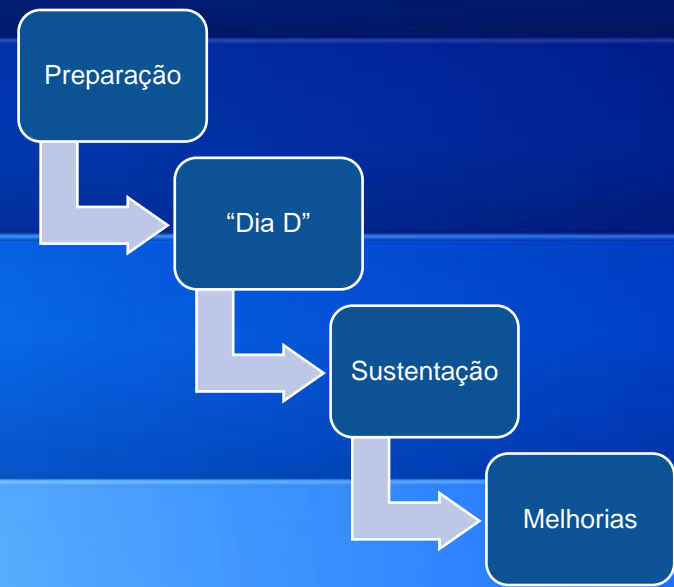 Preparação
“Dia D”
Sustentação
Melhorias